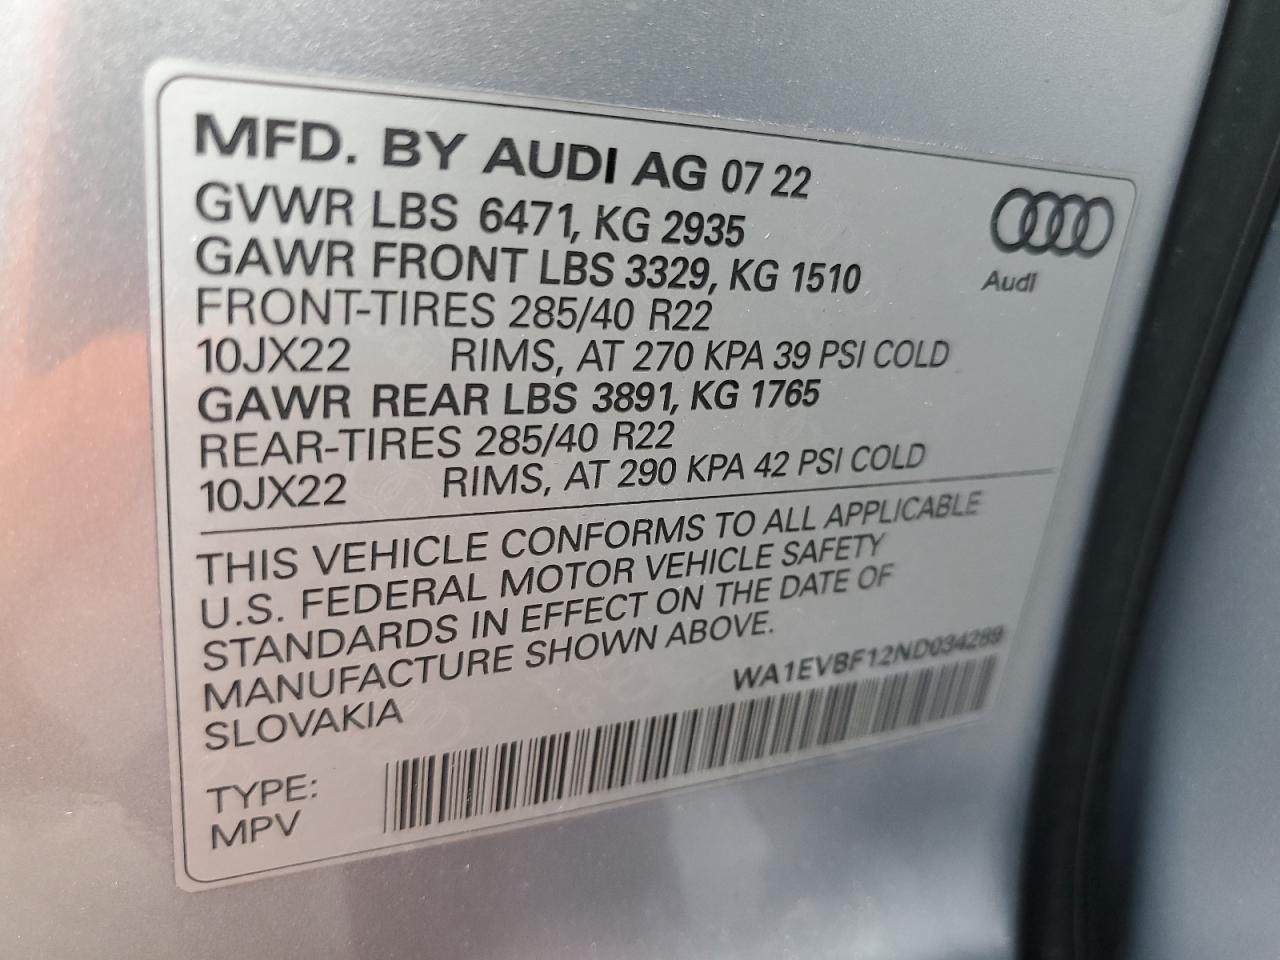 MFD. BY AUDI AG 07 22
GVWR LBS 6471, KG 2935
GAWR FRONT LBS 3329, KG 1510
FRONT-TIRES 285/40 R22
10JX22 RIMS, AT 270 KPA 39 PSI COLD
GAWR REAR LBS 3891, KG 1765
REAR-TIRES 285/40 R22
10JX22 RIMS, AT 290 KPA 42 PSI COLD
Audi
THIS VEHICLE CONFORMS TO ALL APPLICABLE
U.S. FEDERAL MOTOR VEHICLE SAFETY
STANDARDS IN EFFECT ON THE DATE OF
MANUFACTURE SHOWN ABOVE.
SLOVAKIA
WA1EVBF12ND034289
TYPE:
MPV